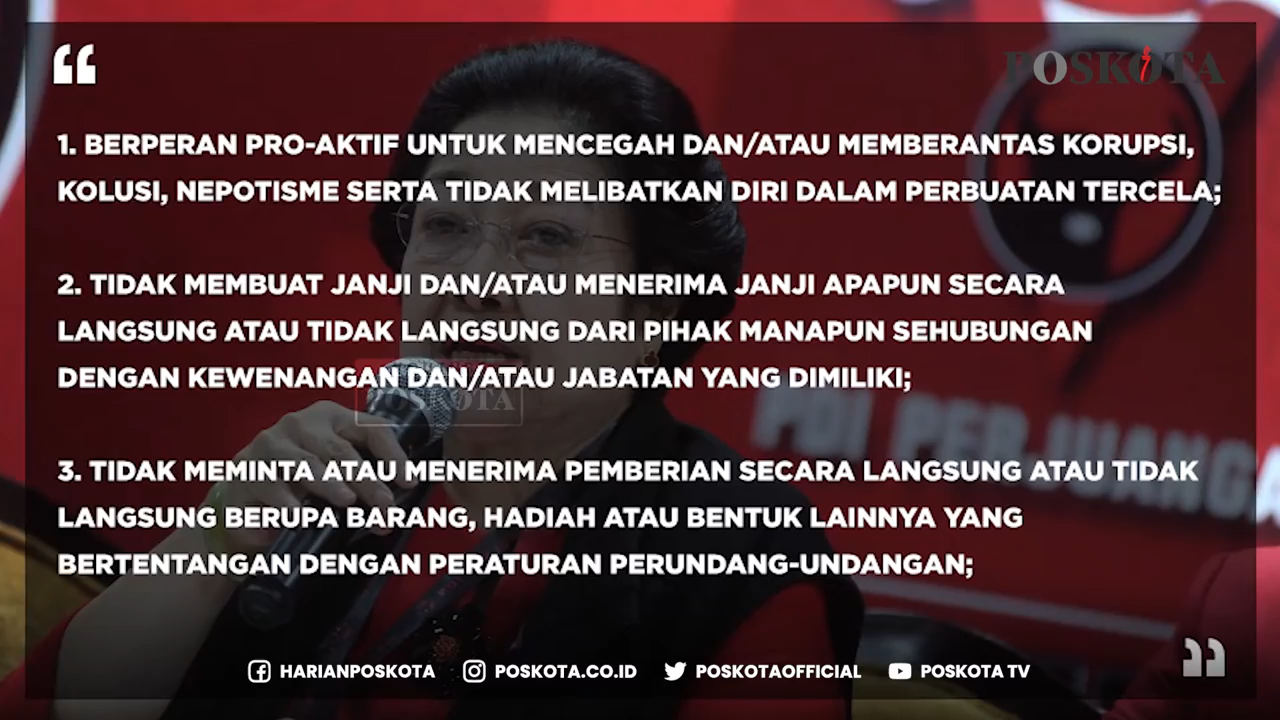 POSKOTA
1. BERPERAN PRO-AKTIF UNTUK MENCEGAH DAN/ATAU MEMBERANTAS KORUPSI,
KOLUSI, NEPOTISME SERTA TIDAK MELIBATKAN DIRI DALAM PERBUATAN TERCELA;
2. TIDAK MEMBUAT JANJI DAN/ATAU MENERIMA JANJI APAPUN SECARA
LANGSUNG ATAU TIDAK LANGSUNG DARI PIHAK MANAPUN SEHUBUNGAN
DENGAN KEWENANGAN DAN/ATAU JABATAN YANG DIMILIKI;
POSKOTA
PDI PERJUANGA
3. TIDAK MEMINTA ATAU MENERIMA PEMBERIAN SECARA LANGSUNG ATAU TIDAK
LANGSUNG BERUPA BARANG, HADIAH ATAU BENTUK LAINNYA YANG
BERTENTANGAN DENGAN PERATURAN PERUNDANG-UNDANGAN;
HARIANPOSKOTA POSKOTA.CO.ID POSKOTAOFFICIAL POSKOTA TV